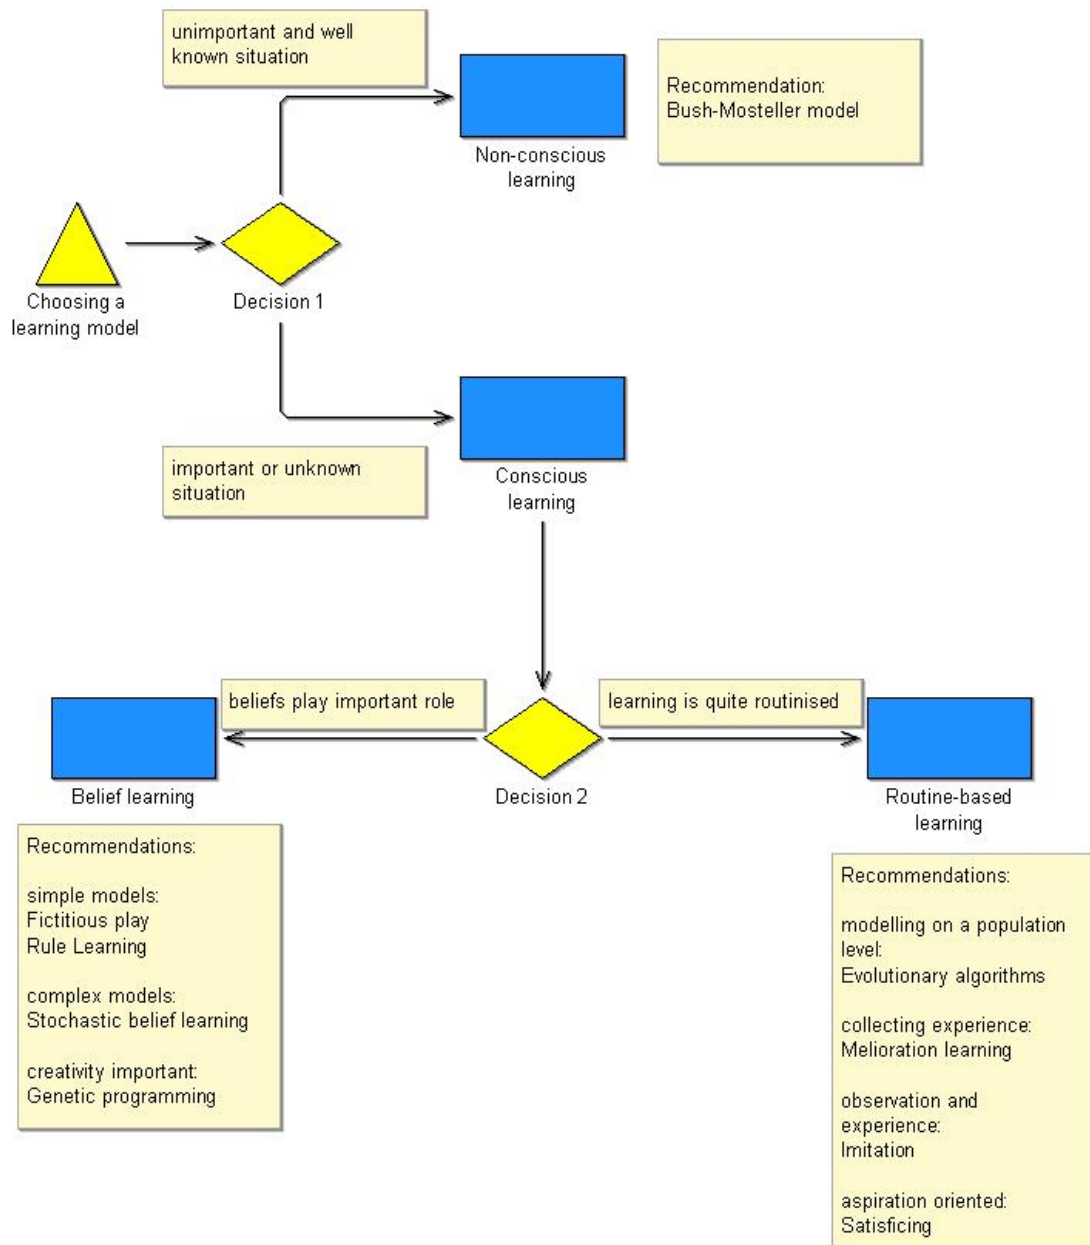 unimportant and well
known situation
Recommendation:
Bush-Mosteller model
Non-conscious
learning
Choosing a
learning model
Decision 1
important or unknown
situation
Conscious
learning
beliefs play important role
learning is quite routinised
Belief learning
Decision 2
Routine-based
learning
Recommendations:
simple models:
Fictitious play
Rule Learning
complex models:
Stochastic belief learning
creativity important:
Genetic programming
Recommendations:
modelling on a population
level:
Evolutionary algorithms
collecting experience:
Melioration learning
observation and
experience:
Imitation
aspiration oriented:
Satisficing